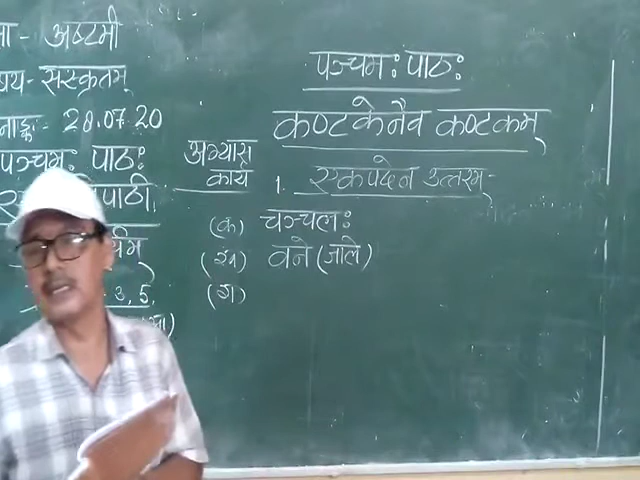 अष्टमी
संस्कृतम्
28.07.20
पञ्चमः पाठः
3, 5,
पञ्चमः पाठः
कण्टकेनैव कण्टकम्
अभ्यास
कार्य
1. एकपदेन उत्तरम्-
(क) चञ्चलः
(ख) वने (जाले)
(ग)